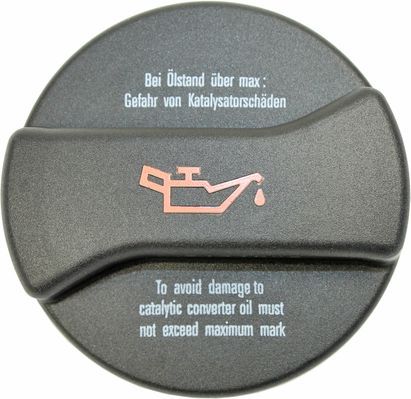 Bei Ölstand über max:
Gefahr von Katalysatorschäden
To avoid damage to
catalytic converter oil must
not exceed maximum mark